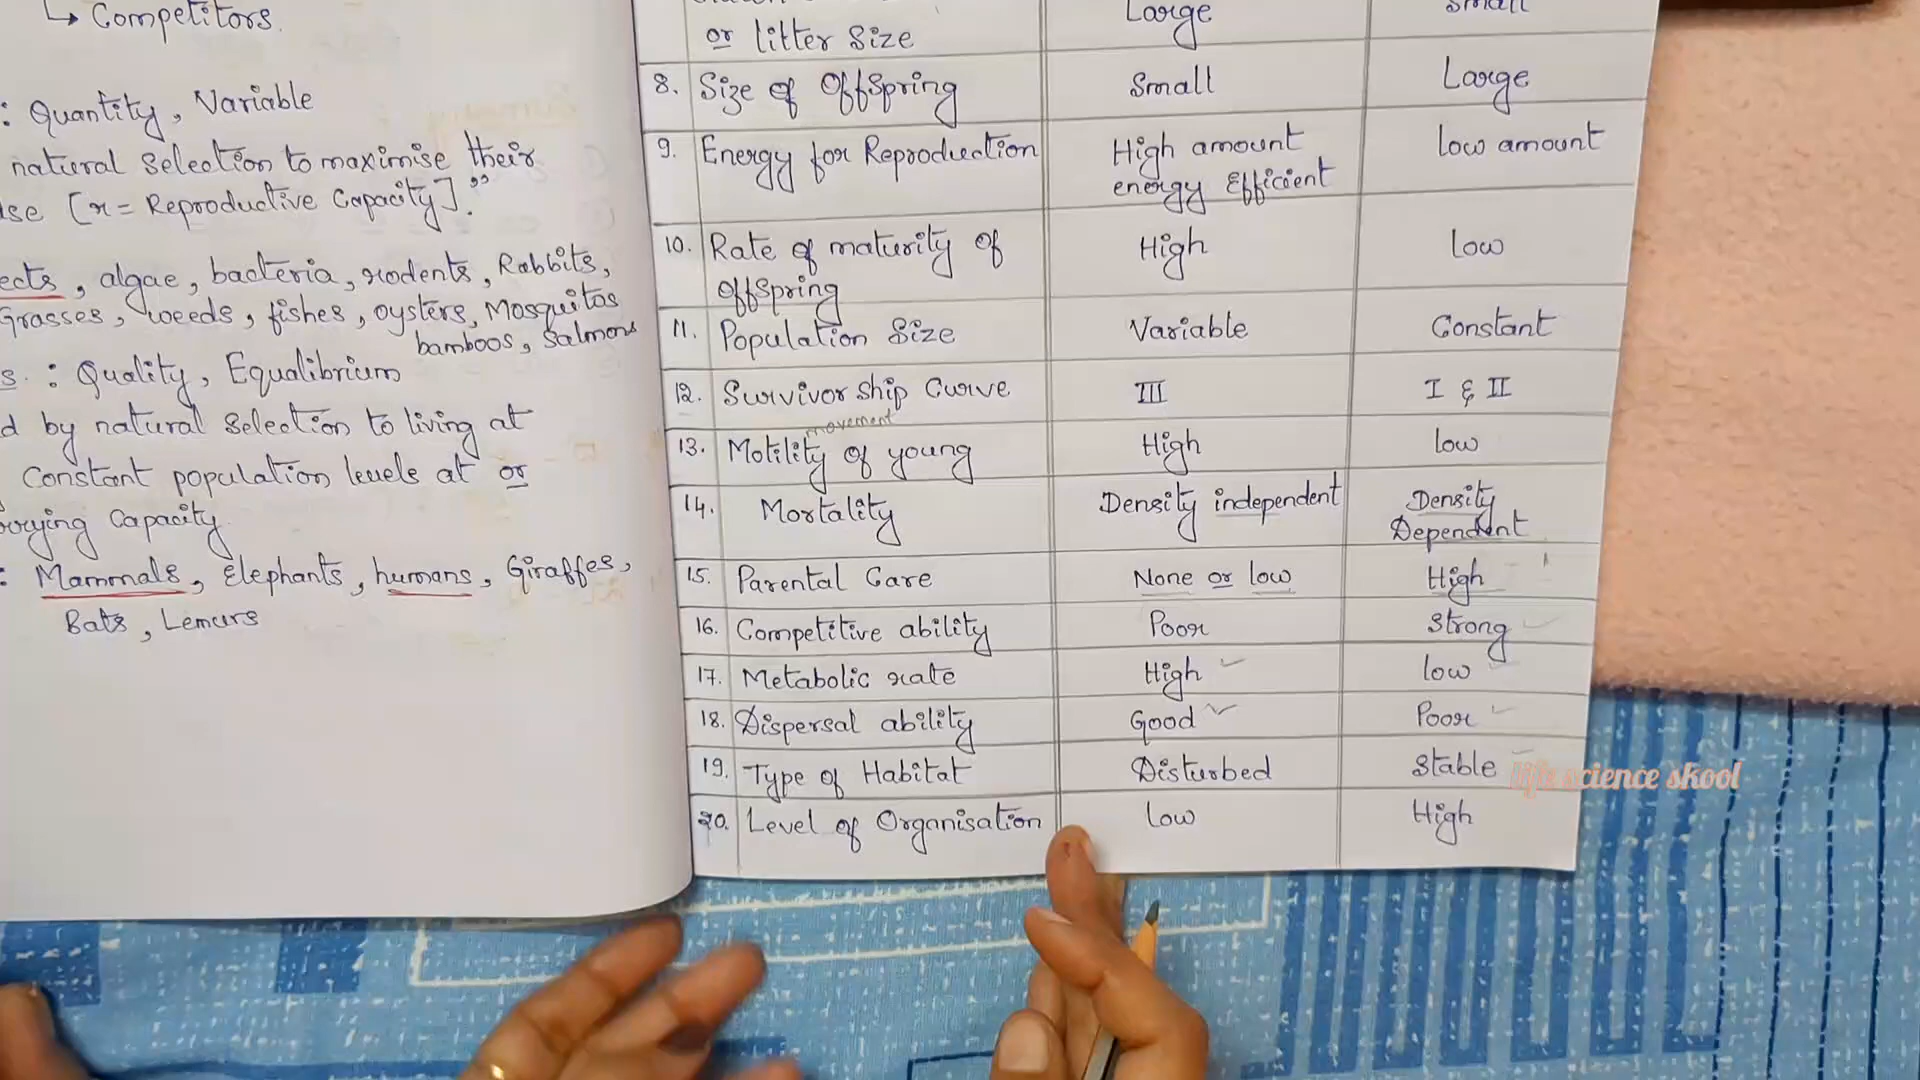 ↳ Competitors.
: Quantity, Variable
natural selection to maximise their
[r = Reproductive Capacity]."
, algae, bacteria, rodents, Rabbits,
Grasses, weeds, fishes, oysters, Mosquitos
bamboos, Salmons
: Quality, Equalibrium
by natural selection to living at
Constant population levels at or
Capacity
: Mammals, Elephants, humans, Giraffes,
Bats, Lemurs
or litter Size Large Small
8. Size of Offspring Small Large
9. Energy for Reproduction High amount low amount
energy Efficient
10. Rate of maturity of High low
Offspring
11. Population Size Variable Constant
12. Survivor ship Curve III I & II
movement
13. Motility of young High low
14. Mortality Density independent Density
Dependent
15. Parental Care None or low High
16. Competitive ability Poor Strong
17. Metabolic rate High low
18. Dispersal ability Good Poor
19. Type of Habitat Disturbed Stable
20. Level of Organisation low High
life science skool